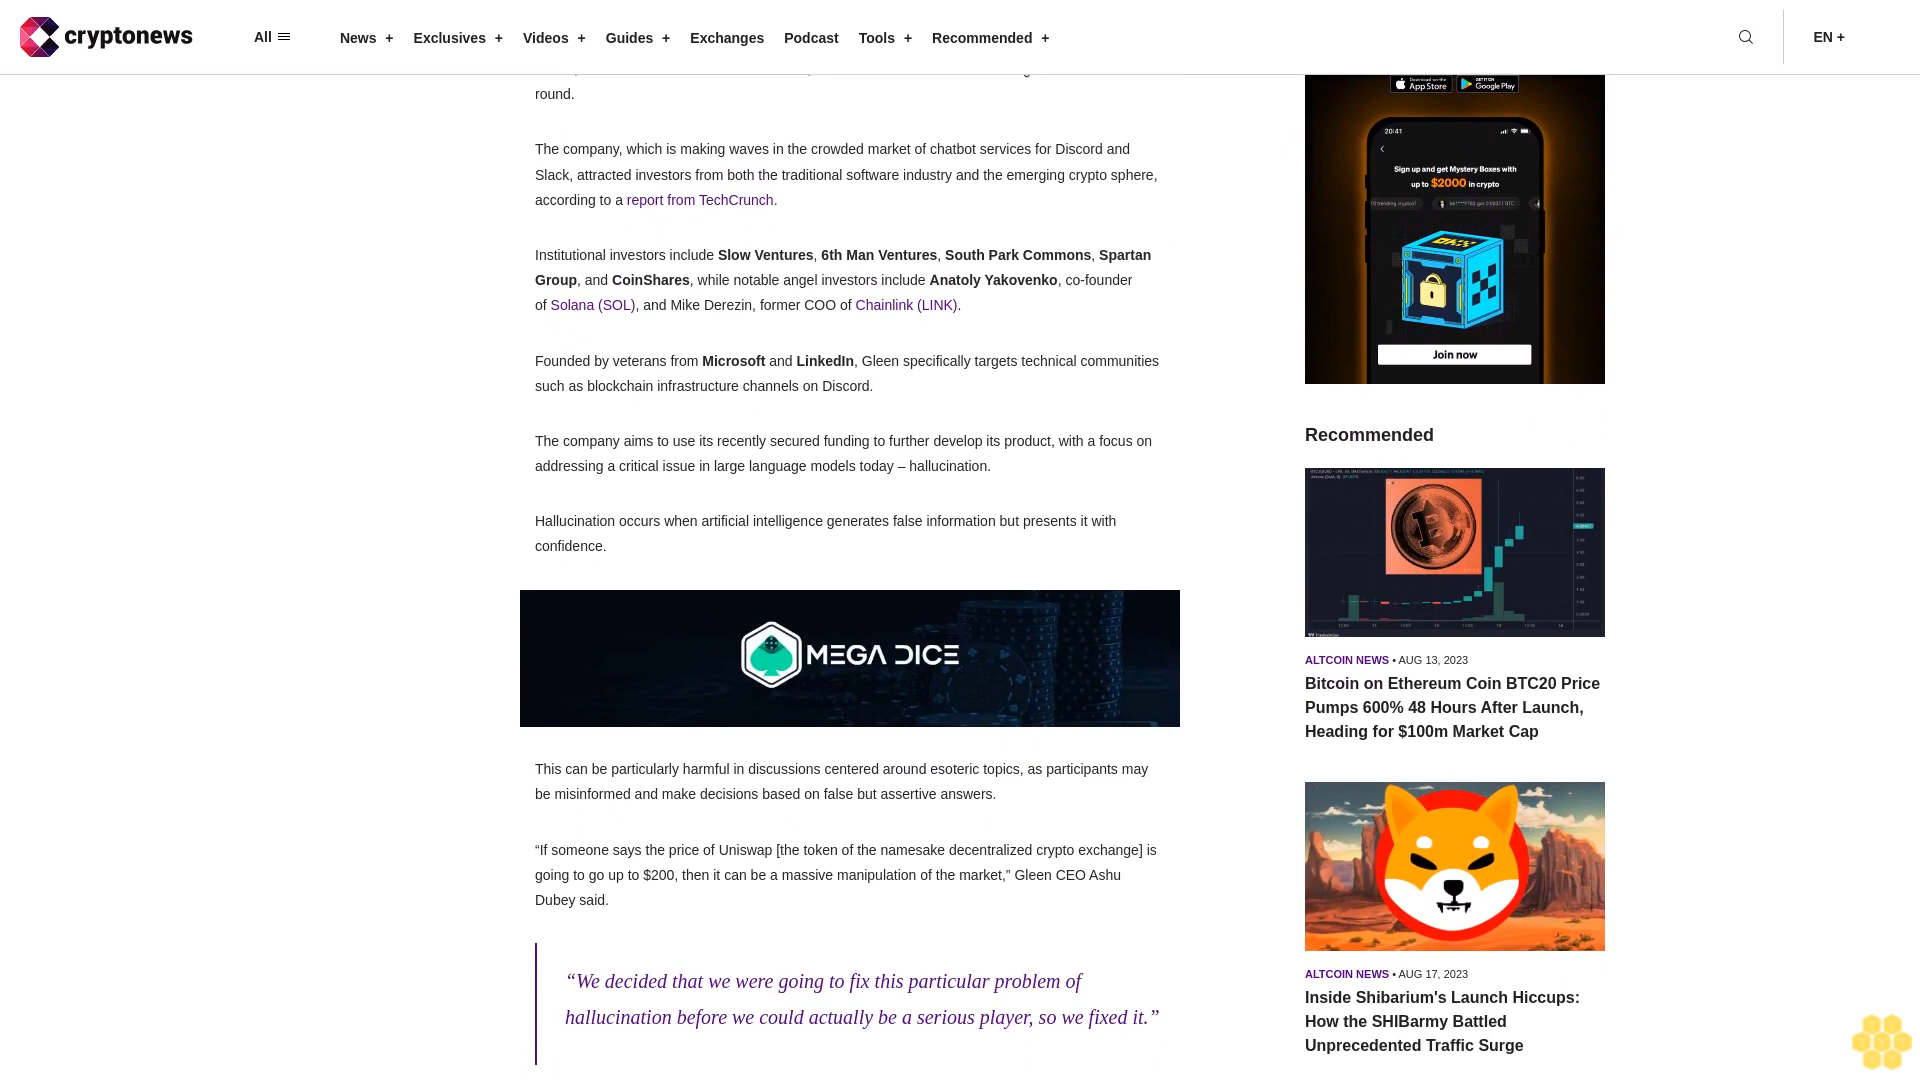 cryptonews
All
News +
Exclusives +
Videos +
Guides +
Exchanges
Podcast
Tools +
Recommended +
EN +
round.
The company, which is making waves in the crowded market of chatbot services for Discord and
Slack, attracted investors from both the traditional software industry and the emerging crypto sphere,
according to a report from TechCrunch.
Institutional investors include Slow Ventures, 6th Man Ventures, South Park Commons, Spartan
Group, and CoinShares, while notable angel investors include Anatoly Yakovenko, co-founder
of Solana (SOL), and Mike Derezin, former COO of Chainlink (LINK).
Founded by veterans from Microsoft and LinkedIn, Gleen specifically targets technical communities
such as blockchain infrastructure channels on Discord.
The company aims to use its recently secured funding to further develop its product, with a focus on
addressing a critical issue in large language models today – hallucination.
Hallucination occurs when artificial intelligence generates false information but presents it with
confidence.
MEGA DICE
This can be particularly harmful in discussions centered around esoteric topics, as participants may
be misinformed and make decisions based on false but assertive answers.
“If someone says the price of Uniswap [the token of the namesake decentralized crypto exchange] is
going to go up to $200, then it can be a massive manipulation of the market,” Gleen CEO Ashu
Dubey said.
“We decided that we were going to fix this particular problem of
hallucination before we could actually be a serious player, so we fixed it.”
Download on the
App Store
GET IT ON
Google Play
20:41
Sign up and get Mystery Boxes with
up to $2000 in crypto
10 trending cryptos?
OKX
Join now
Recommended
ALTCOIN NEWS • AUG 13, 2023
Bitcoin on Ethereum Coin BTC20 Price
Pumps 600% 48 Hours After Launch,
Heading for $100m Market Cap
ALTCOIN NEWS • AUG 17, 2023
Inside Shibarium's Launch Hiccups:
How the SHIBarmy Battled
Unprecedented Traffic Surge